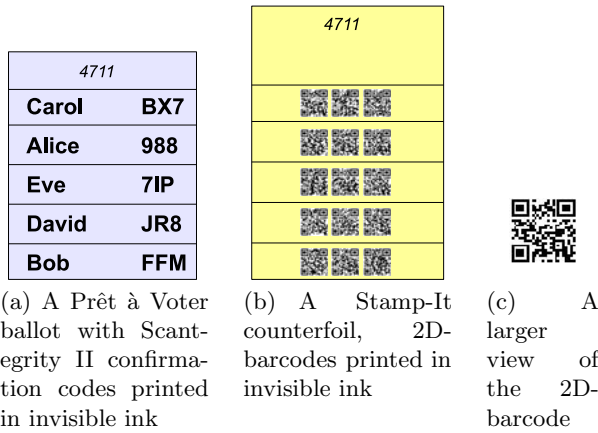 4711
Carol BX7
Alice 988
Eve 7IP
David JR8
Bob FFM
4711
(a) A Prêt à Voter
ballot with Scant-
egrity II confirma-
tion codes printed
in invisible ink
(b) A Stamp-It
counterfoil, 2D-
barcodes printed in
invisible ink
(c) A
larger
view of
the 2D-
barcode